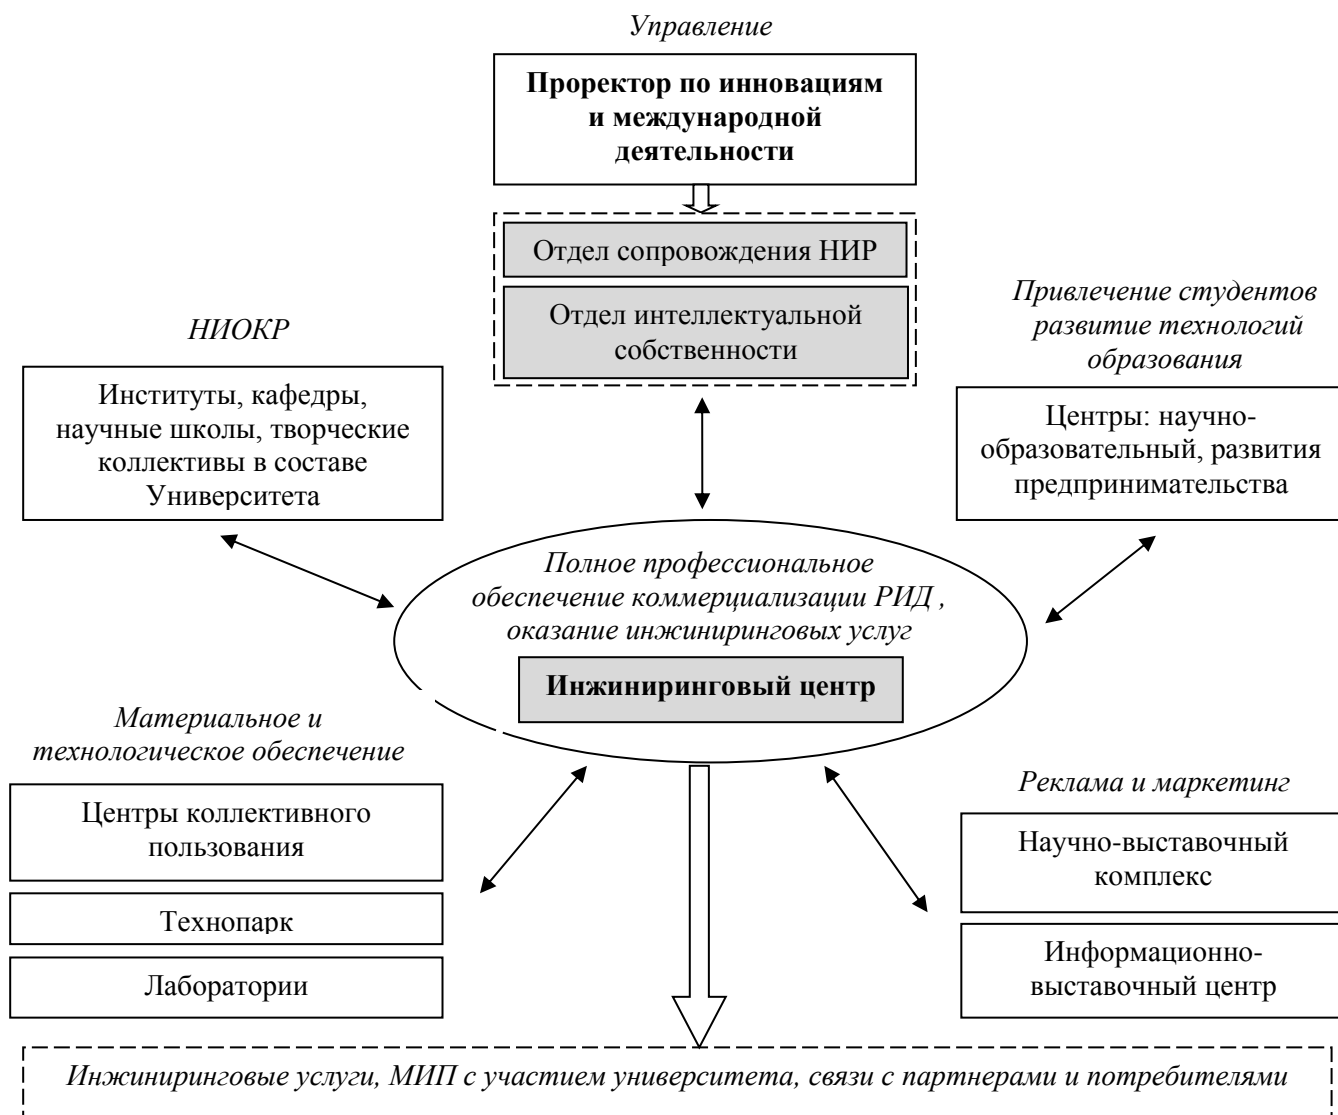 Управление
Проректор по инновациям
и международной
деятельности
Отдел сопровождения НИР
Отдел интеллектуальной
собственности
НИОКР
Институты, кафедры,
научные школы, творческие
коллективы в составе
Университета
Привлечение студентов
развитие технологий
образования
Центры: научно-
образовательный, развития
предпринимательства
Полное профессиональное
обеспечение коммерциализации РИД ,
оказание инжиниринговых услуг
Инжиниринговый центр
Материальное и
технологическое обеспечение
Центры коллективного
пользования
Технопарк
Лаборатории
Реклама и маркетинг
Научно-выставочный
комплекс
Информационно-
выставочный центр
Инжиниринговые услуги, МИП с участием университета, связи с партнерами и потребителями